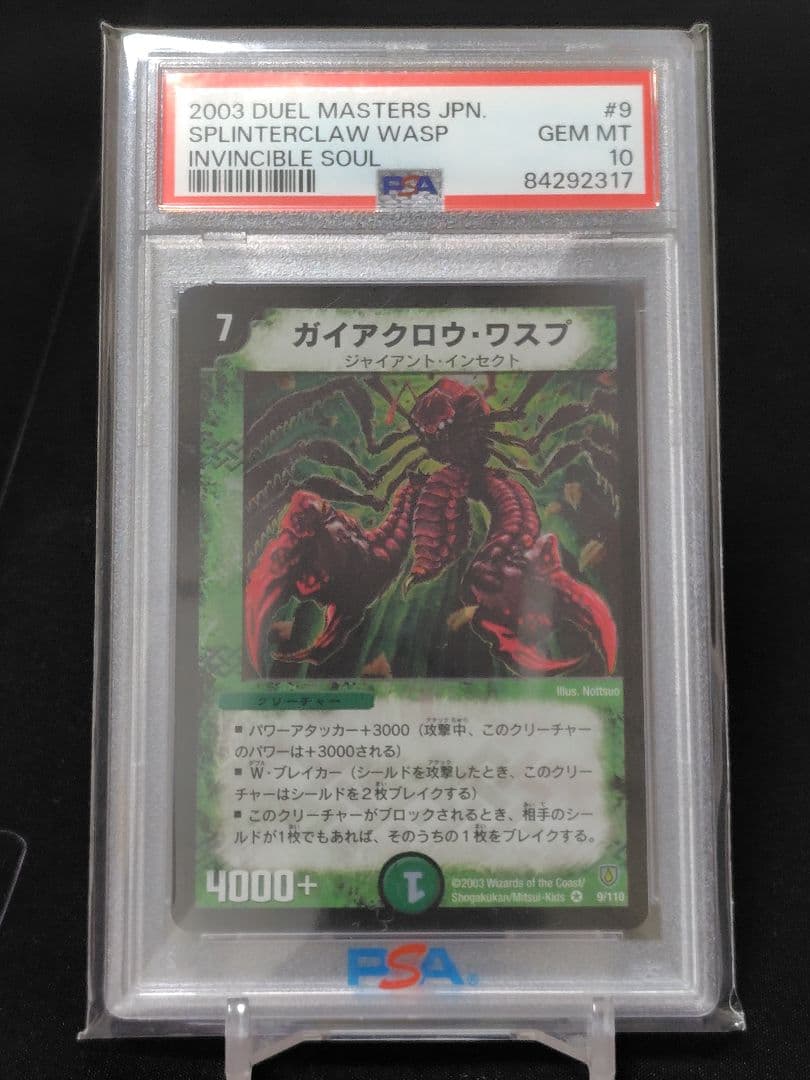 2003 DUEL MASTERS JPN. #9
SPLINTERCLAW WASP GEM MT
INVINCIBLE SOUL 10
PSA 84292317
7 ガイアクロウ・ワスプ
ジャイアント・インセクト
Illus. Nottsuo
クリーチャー
■ パワーアタッカー+3000（攻撃中、このクリーチャー
のパワーは+3000される）
■ W・ブレイカー（シールドを攻撃したとき、このクリー
チャーはシールドを2枚ブレイクする）
■ このクリーチャーがブロックされるとき、相手のシー
ルドが1枚でもあれば、そのうちの1枚をブレイクする。
4000+ 1
©2003 Wizards of the Coast/
Shogakukan/Mitsui-Kids ✪ 9/110
PSA®